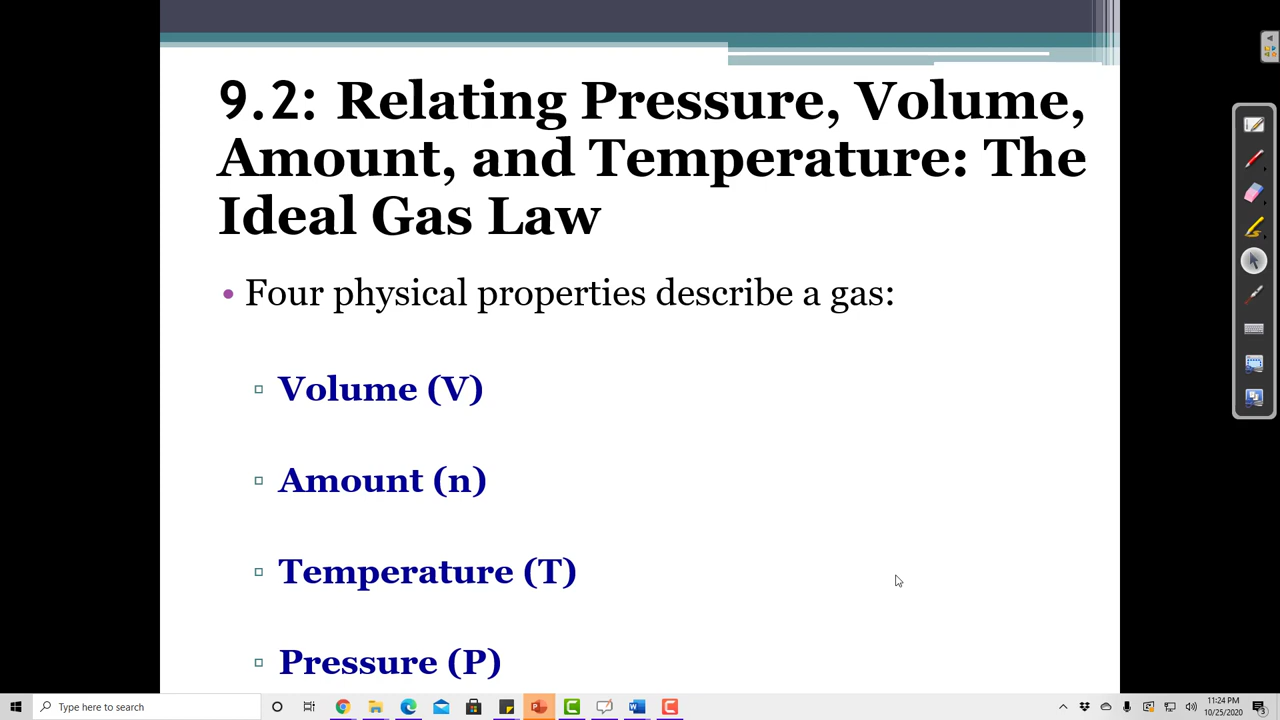 9.2: Relating Pressure, Volume,
Amount, and Temperature: The
Ideal Gas Law
• Four physical properties describe a gas:
▫ Volume (V)
▫ Amount (n)
▫ Temperature (T)
▫ Pressure (P)
Type here to search
11:24 PM
10/25/2020
3